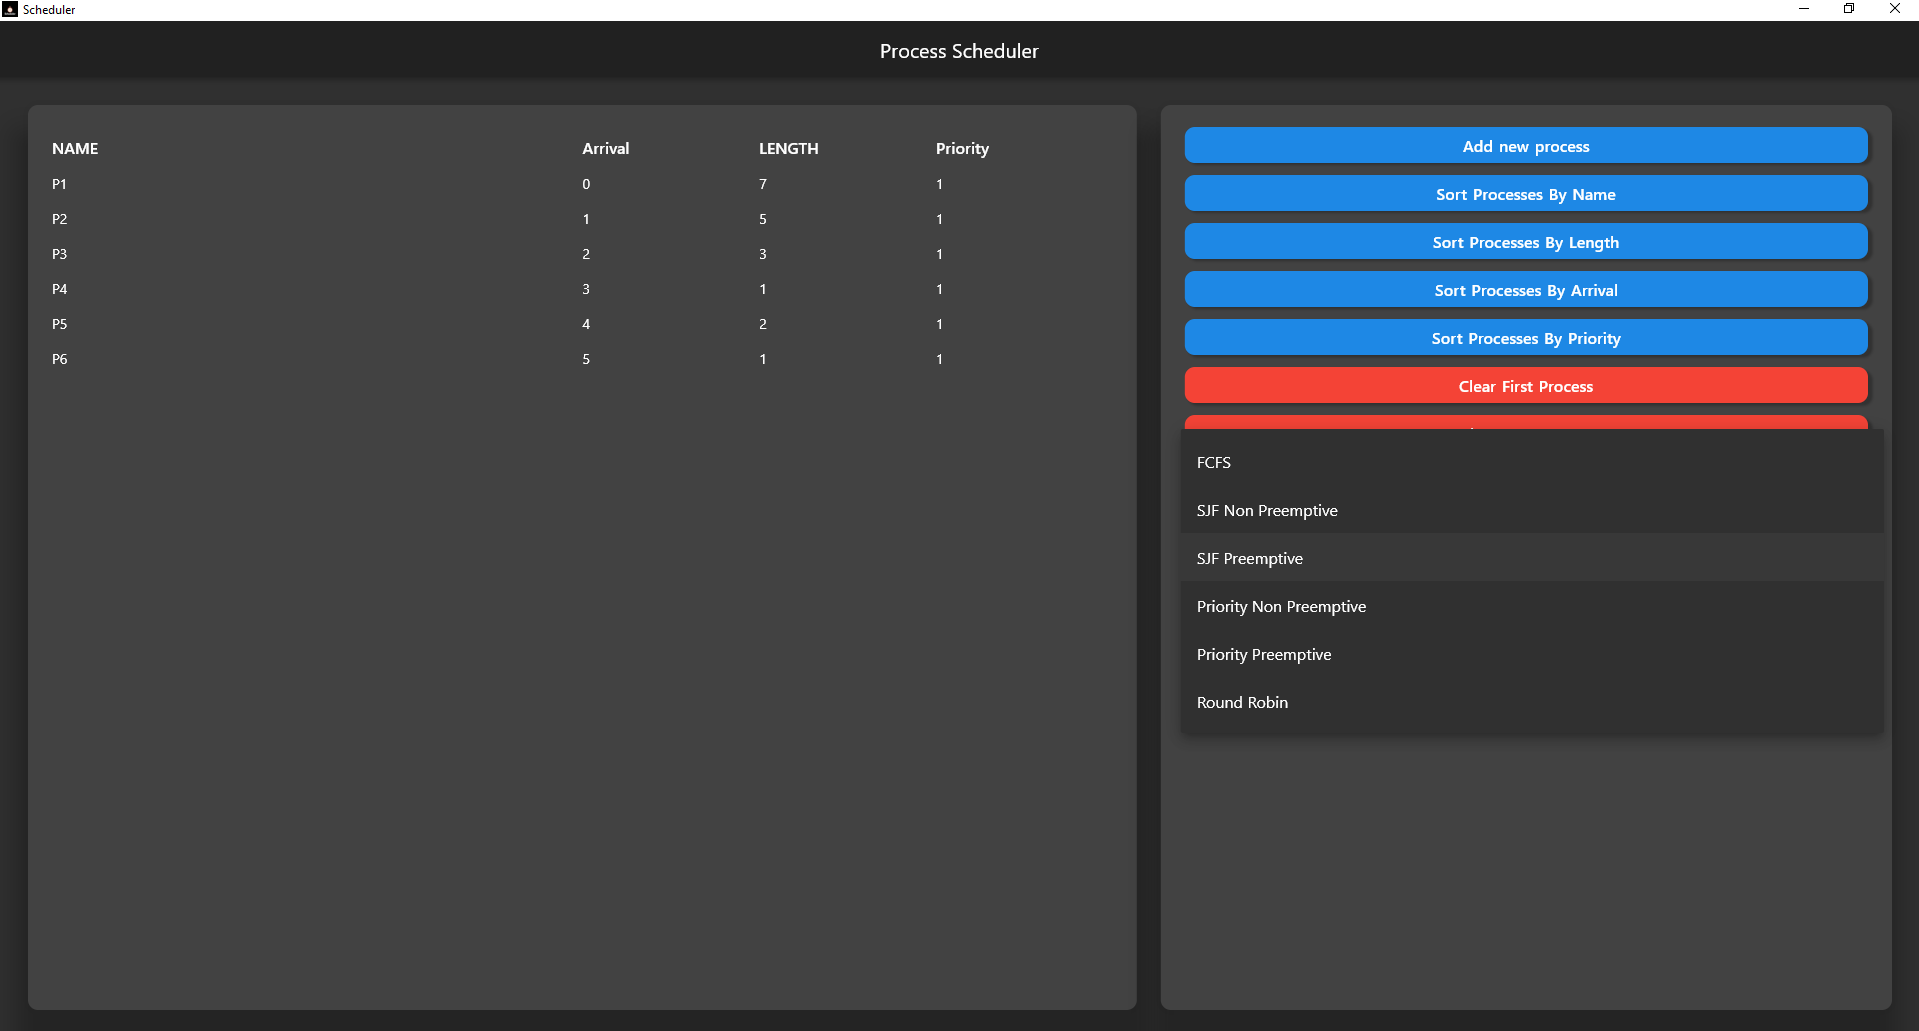 Scheduler
Process Scheduler
NAME Arrival LENGTH Priority
P1 0 7 1
P2 1 5 1
P3 2 3 1
P4 3 1 1
P5 4 2 1
P6 5 1 1
Add new process
Sort Processes By Name
Sort Processes By Length
Sort Processes By Arrival
Sort Processes By Priority
Clear First Process
FCFS
SJF Non Preemptive
SJF Preemptive
Priority Non Preemptive
Priority Preemptive
Round Robin